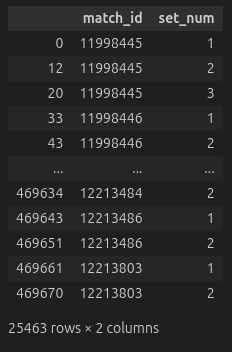 match_id set_num
0 11998445 1
12 11998445 2
20 11998445 3
33 11998446 1
43 11998446 2
... ... ...
469634 12213484 2
469643 12213486 1
469651 12213486 2
469661 12213803 1
469670 12213803 2
25463 rows × 2 columns